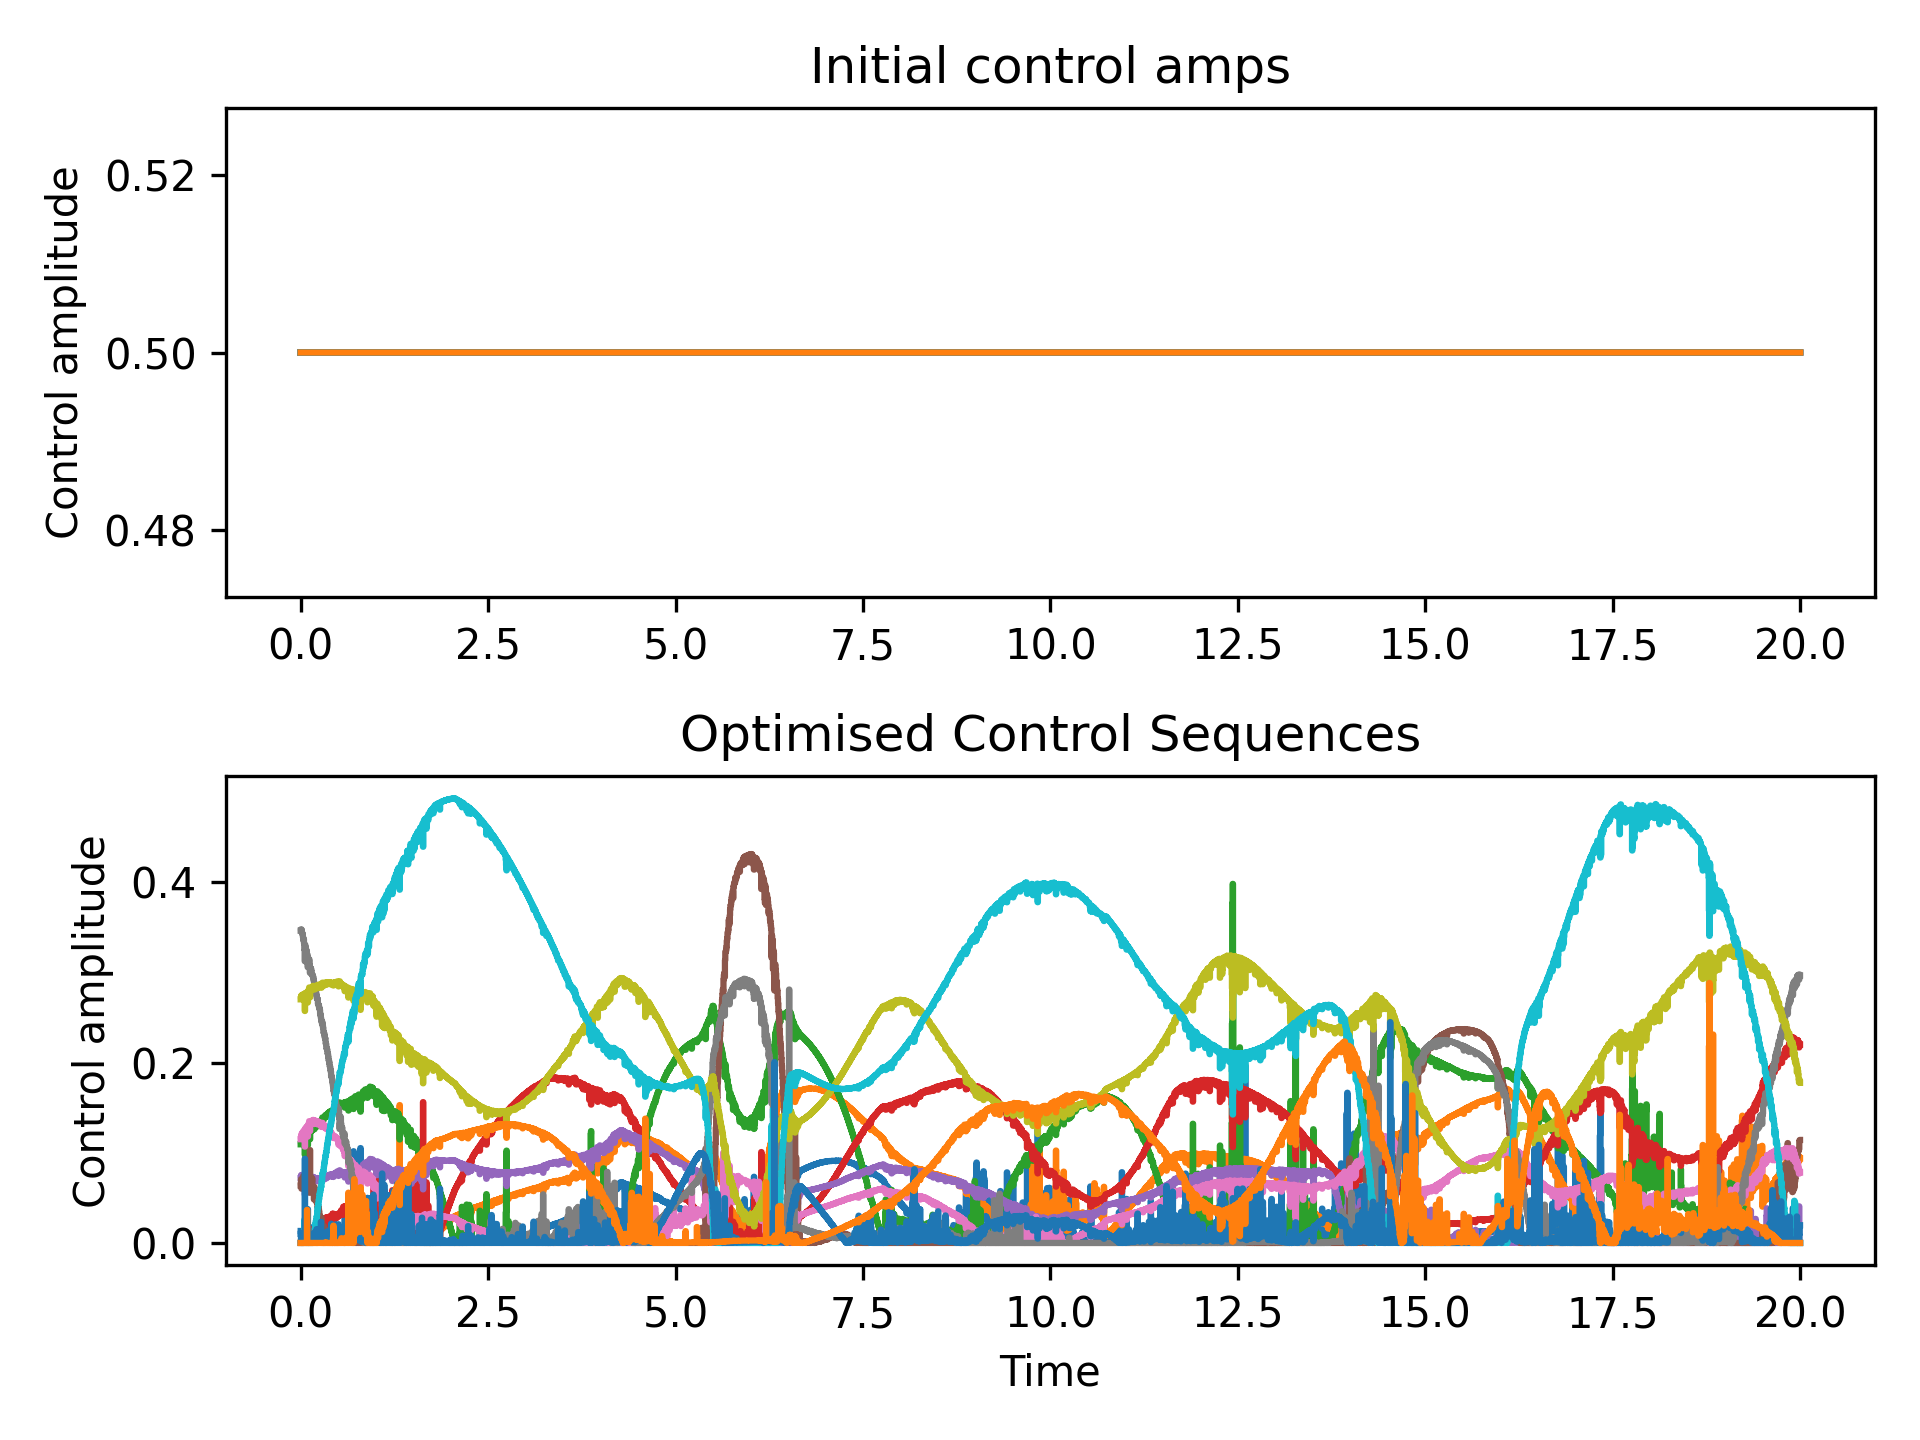 Initial control amps
Control amplitude
0.52
0.50
0.48
0.0 2.5 5.0 7.5 10.0 12.5 15.0 17.5 20.0
Optimised Control Sequences
Control amplitude
0.4
0.2
0.0
0.0 2.5 5.0 7.5 10.0 12.5 15.0 17.5 20.0
Time